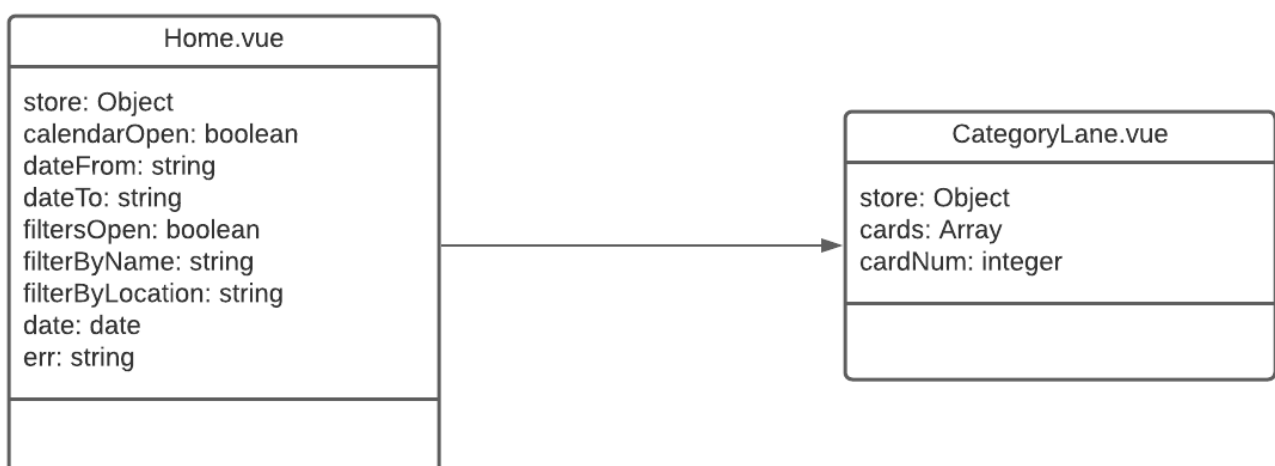 Home.vue
store: Object
calendarOpen: boolean
dateFrom: string
dateTo: string
filtersOpen: boolean
filterByName: string
filterByLocation: string
date: date
err: string
CategoryLane.vue
store: Object
cards: Array
cardNum: integer